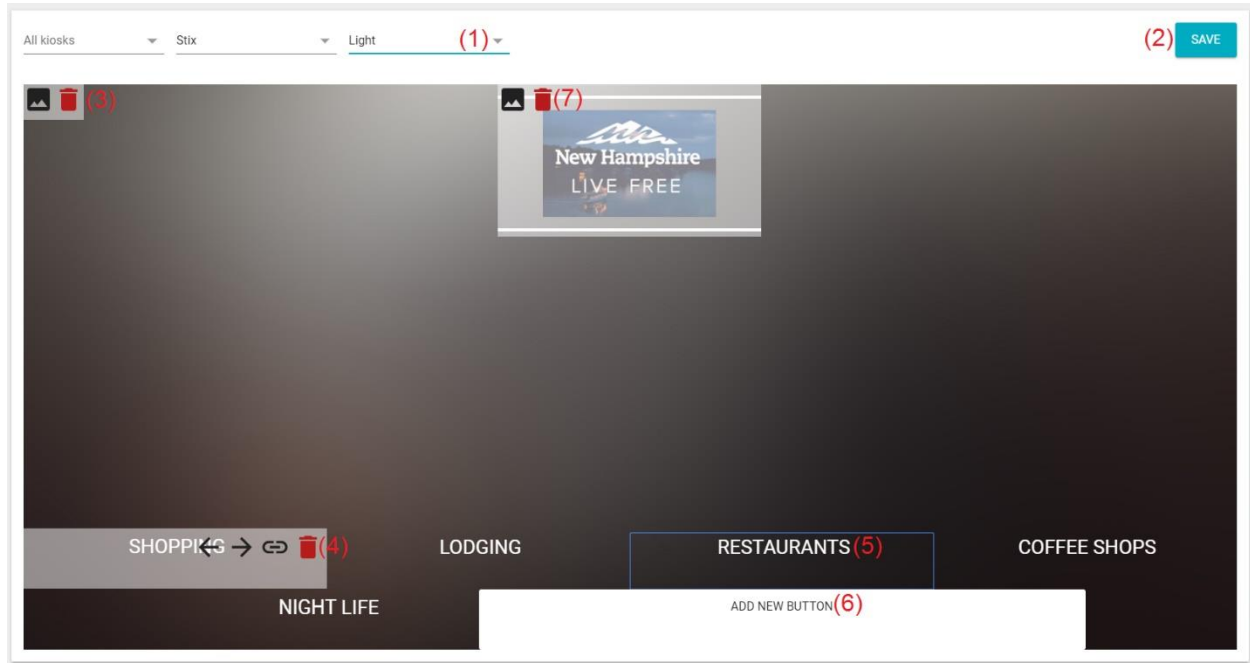 All kiosks Stix Light (1) (2) SAVE
(3) (7)
New Hampshire
LIVE FREE
SHOPPING (4) LODGING RESTAURANTS (5) COFFEE SHOPS
NIGHT LIFE ADD NEW BUTTON (6)